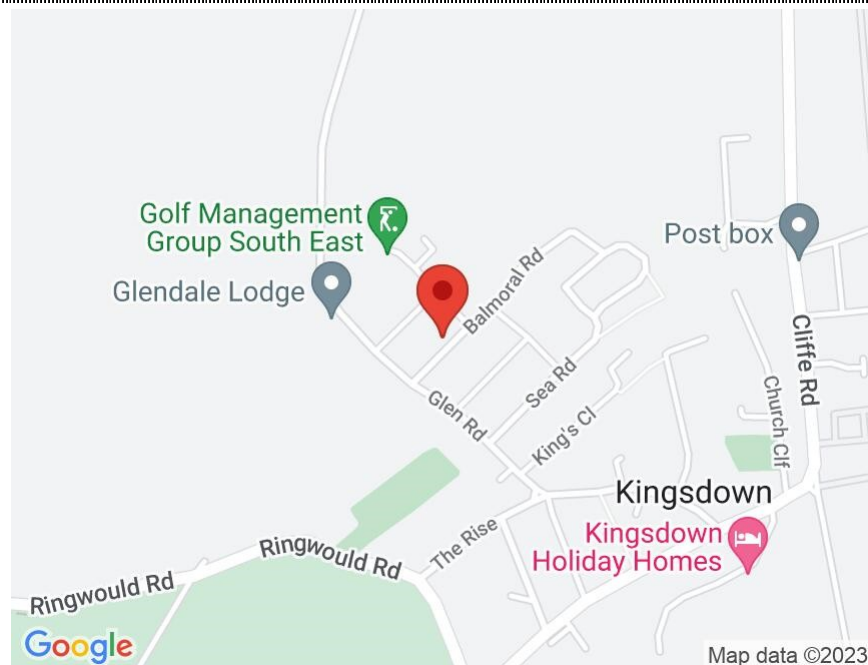 Golf Management
Group South East
Glendale Lodge
Balmoral Rd
Post box
Cliffe Rd
Sea Rd
Glen Rd
King's Cl
Church Clf
Kingsdown
The Rise
Kingsdown
Holiday Homes
Ringwould Rd
Ringwould Rd
Google
Map data ©2023